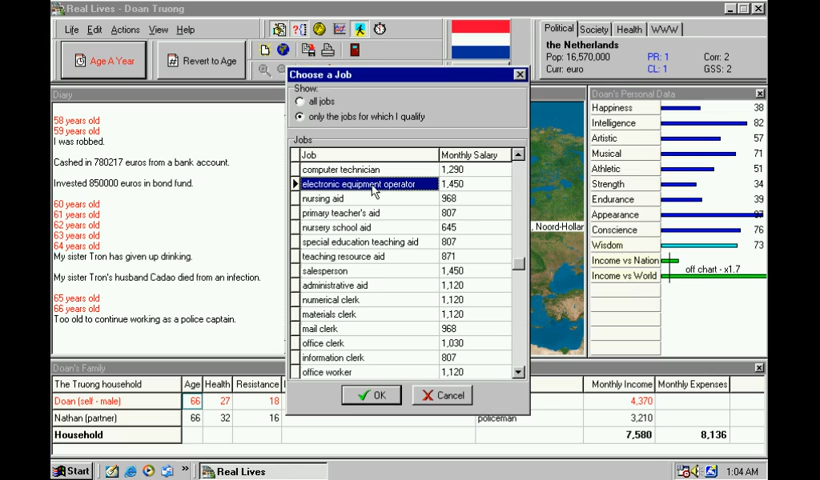 Real Lives - Doan Truong
Life Edit Actions View Help
Age A Year
Revert to Age
Political Society Health WWW
the Netherlands
Pop: 16,570,000 PR: 1 Corr: 2
Curr: euro CL: 1 GSS: 2
Diary
58 years old
59 years old
I was robbed.
Cashed in 780217 euros from a bank account.
Invested 850000 euros in bond fund.
60 years old
61 years old
62 years old
63 years old
64 years old
My sister Tron has given up drinking.
My sister Tron's husband Cadao died from an infection.
65 years old
66 years old
Too old to continue working as a police captain.
Choose a Job
Show:
all jobs
only the jobs for which I qualify
Jobs
Job Monthly Salary
computer technician 1,290
electronic equipment operator 1,450
nursing aid 968
primary teacher's aid 807
nursery school aid 645
special education teaching aid 807
teaching resource aid 871
salesperson 1,450
administrative aid 1,120
numerical clerk 1,120
materials clerk 1,120
mail clerk 968
office clerk 1,030
information clerk 807
office worker 1,120
OK Cancel
, Noord-Hollan
Doan's Personal Data
Happiness 38
Intelligence 82
Artistic 57
Musical 71
Athletic 51
Strength 34
Endurance 39
Appearance 87
Conscience 76
Wisdom 73
Income vs Nation
Income vs World
off chart - x1.7
Doan's Family
The Truong household Age Health Resistance Monthly Income Monthly Expenses
Doan (self - male) 66 27 18 4,370
Nathan (partner) 66 32 16 policeman 3,210
Household 7,580 8,136
Start Real Lives 1:04 AM